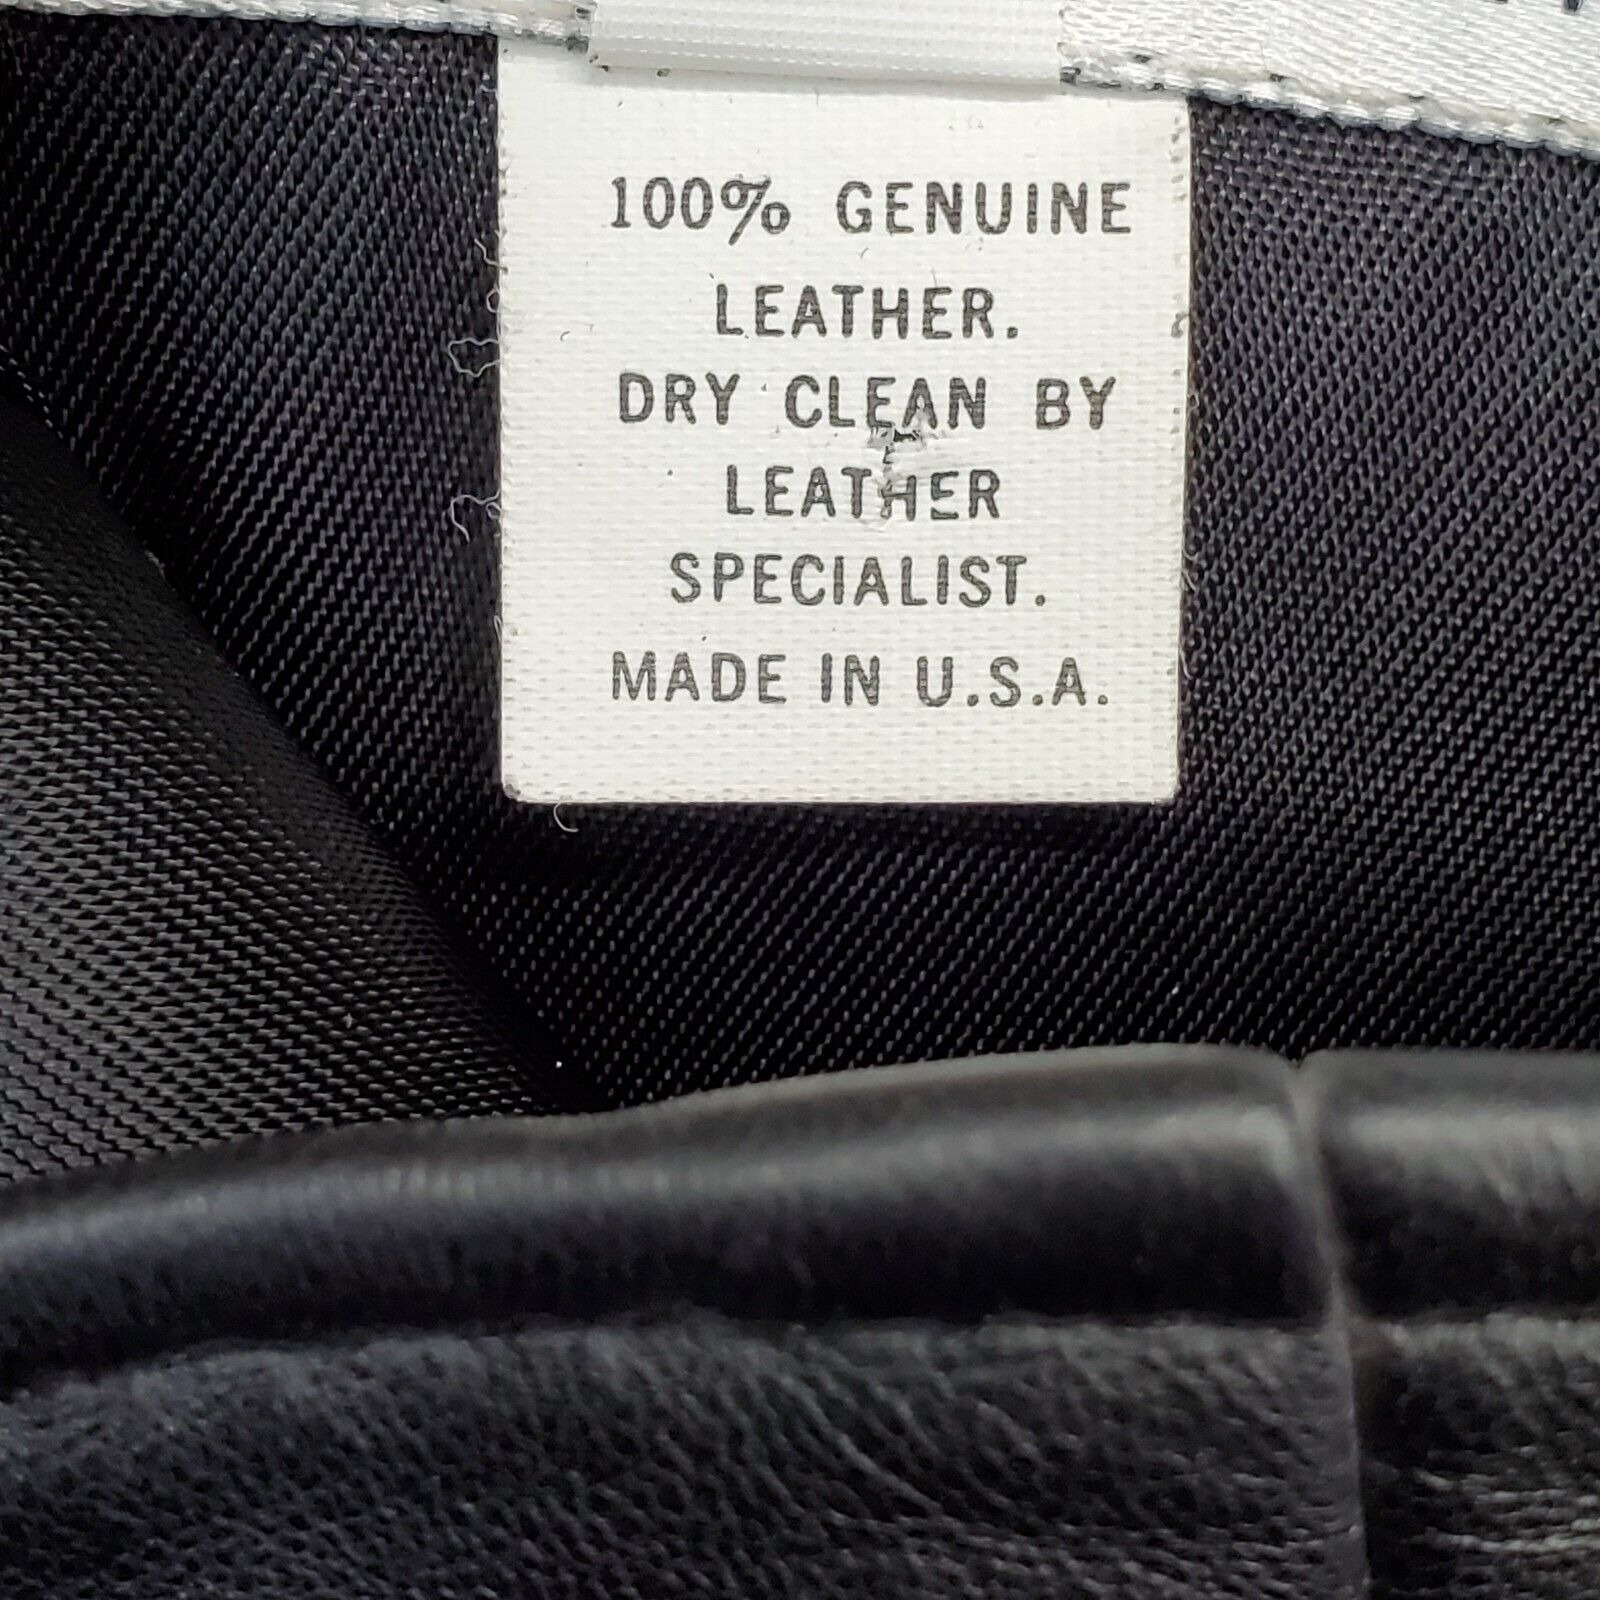 100% GENUINE
LEATHER.
DRY CLEAN BY
LEATHER
SPECIALIST.
MADE IN U.S.A.